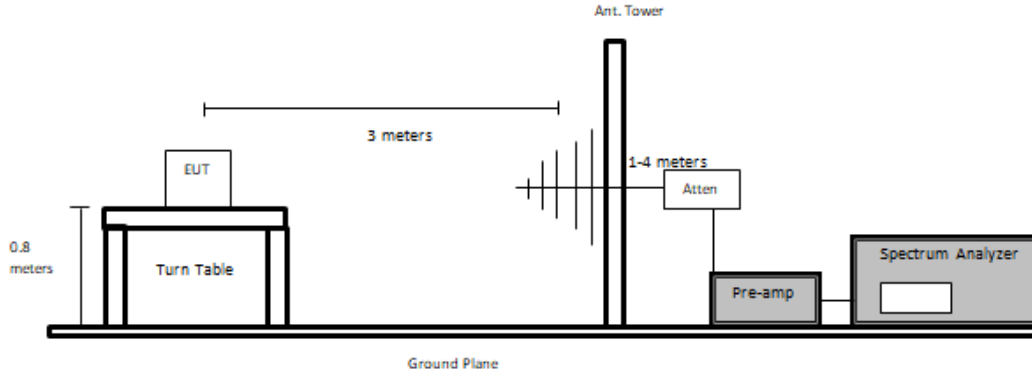 Ant. Tower
3 meters
EUT
1-4 meters
Atten
0.8
meters
Turn Table
Spectrum Analyzer
Pre-amp
Ground Plane